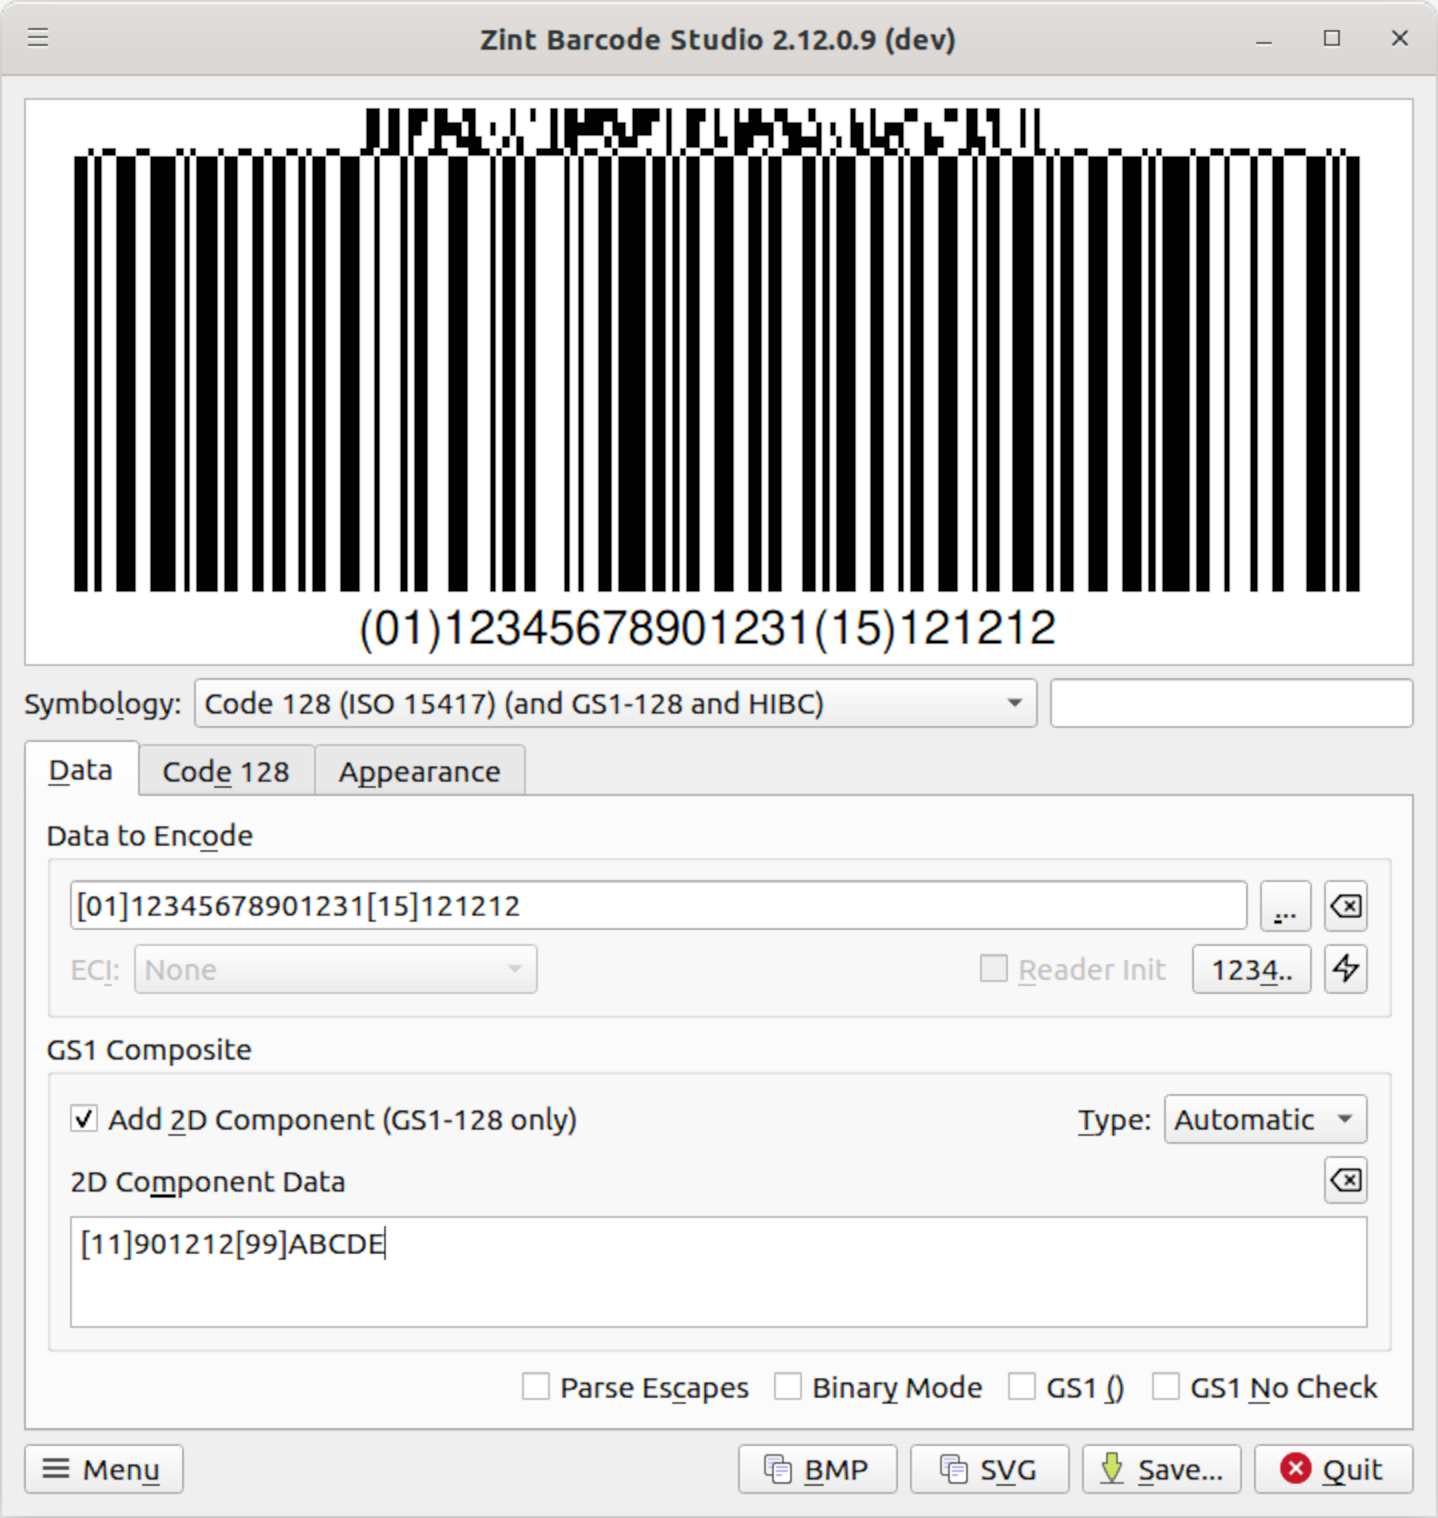 Zint Barcode Studio 2.12.0.9 (dev)
(01)12345678901231(15)121212
Symbology: Code 128 (ISO 15417) (and GS1-128 and HIBC)
Data Code 128 Appearance
Data to Encode
[01]12345678901231[15]121212 ...
ECI: None Reader Init 1234..
GS1 Composite
Add 2D Component (GS1-128 only) Type: Automatic
2D Component Data
[11]901212[99]ABCDE
Parse Escapes Binary Mode GS1 () GS1 No Check
Menu BMP SVG Save... Quit